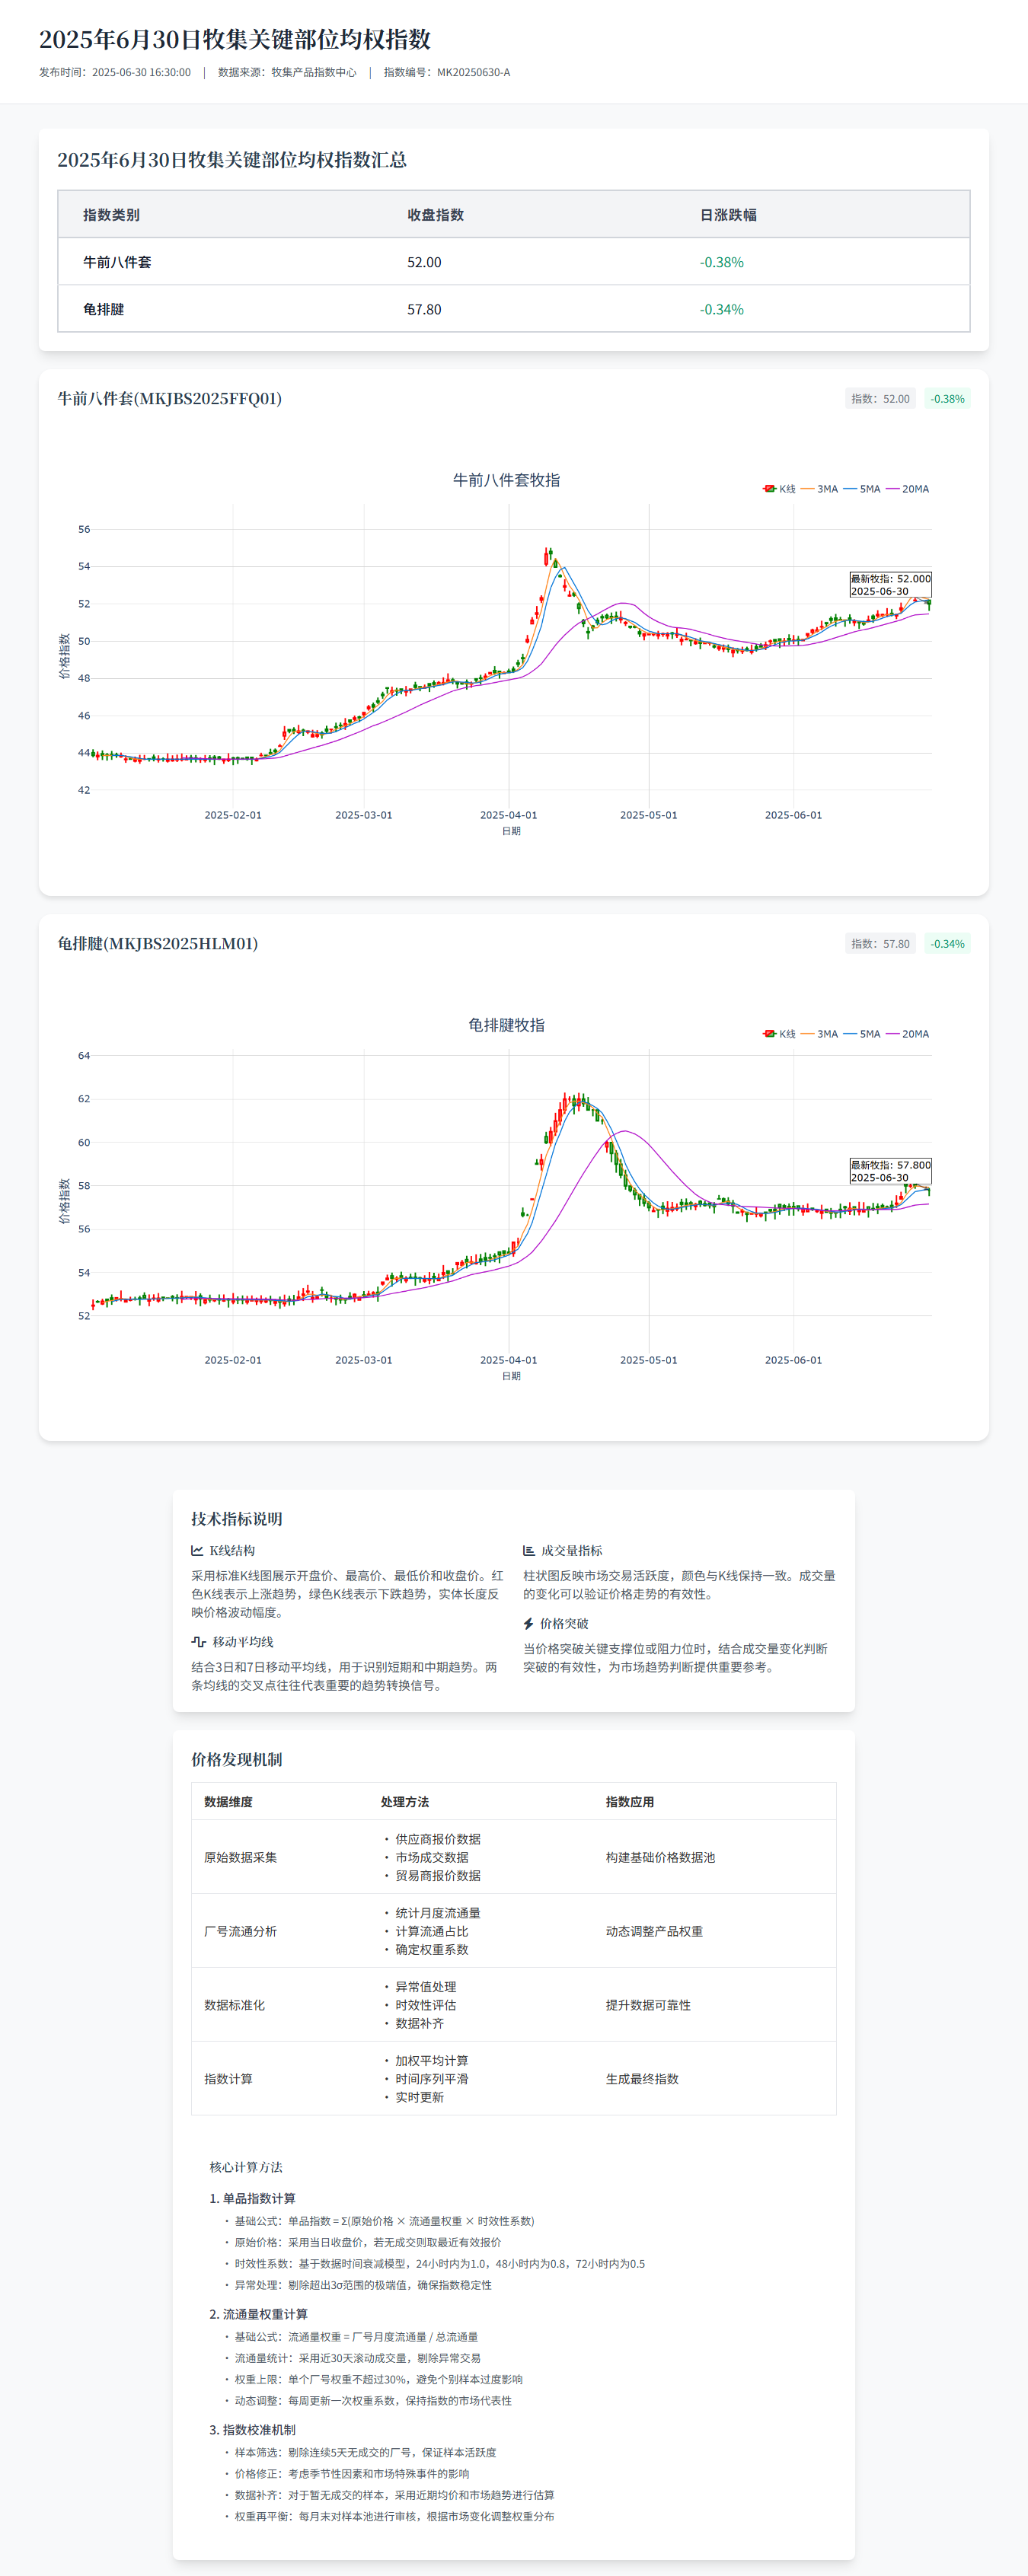 2025年6月30日牧集关键部位均权指数
发布时间：2025-06-30 16:30:00 | 数据来源：牧集产品指数中心 | 指数编号：MK20250630-A
2025年6月30日牧集关键部位均权指数汇总
指数类别 收盘指数 日涨跌幅
牛前八件套 52.00 -0.38%
龟排腱 57.80 -0.34%
牛前八件套(MKJBS2025FFQ01) 指数：52.00 -0.38%
牛前八件套牧指
K线 3MA 5MA 20MA
56
54
最新牧指: 52.000
2025-06-30
52
50
价格指数
48
46
44
42
2025-02-01 2025-03-01 2025-04-01 2025-05-01 2025-06-01
日期
龟排腱(MKJBS2025HLM01) 指数：57.80 -0.34%
龟排腱牧指
K线 3MA 5MA 20MA
64
62
60
最新牧指: 57.800
2025-06-30
58
价格指数
56
54
52
2025-02-01 2025-03-01 2025-04-01 2025-05-01 2025-06-01
日期
技术指标说明
K线结构
采用标准K线图展示开盘价、最高价、最低价和收盘价。红
色K线表示上涨趋势，绿色K线表示下跌趋势，实体长度反
映价格波动幅度。
移动平均线
结合3日和7日移动平均线，用于识别短期和中期趋势。两
条均线的交叉点往往代表重要的趋势转换信号。
成交量指标
柱状图反映市场交易活跃度，颜色与K线保持一致。成交量
的变化可以验证价格走势的有效性。
价格突破
当价格突破关键支撑位或阻力位时，结合成交量变化判断
突破的有效性，为市场趋势判断提供重要参考。
价格发现机制
数据维度 处理方法 指数应用
原始数据采集
• 供应商报价数据
• 市场成交数据
• 贸易商报价数据
构建基础价格数据池
厂号流通分析
• 统计月度流通量
• 计算流通占比
• 确定权重系数
动态调整产品权重
数据标准化
• 异常值处理
• 时效性评估
• 数据补齐
提升数据可靠性
指数计算
• 加权平均计算
• 时间序列平滑
• 实时更新
生成最终指数
核心计算方法
1. 单品指数计算
• 基础公式：单品指数 = Σ(原始价格 × 流通量权重 × 时效性系数)
• 原始价格：采用当日收盘价，若无成交则取最近有效报价
• 时效性系数：基于数据时间衰减模型，24小时内为1.0，48小时内为0.8，72小时内为0.5
• 异常处理：剔除超出3σ范围的极端值，确保指数稳定性
2. 流通量权重计算
• 基础公式：流通量权重 = 厂号月度流通量 / 总流通量
• 流通量统计：采用近30天滚动成交量，剔除异常交易
• 权重上限：单个厂号权重不超过30%，避免个别样本过度影响
• 动态调整：每周更新一次权重系数，保持指数的市场代表性
3. 指数校准机制
• 样本筛选：剔除连续5天无成交的厂号，保证样本活跃度
• 价格修正：考虑季节性因素和市场特殊事件的影响
• 数据补齐：对于暂无成交的样本，采用近期均价和市场趋势进行估算
• 权重再平衡：每月末对样本池进行审核，根据市场变化调整权重分布